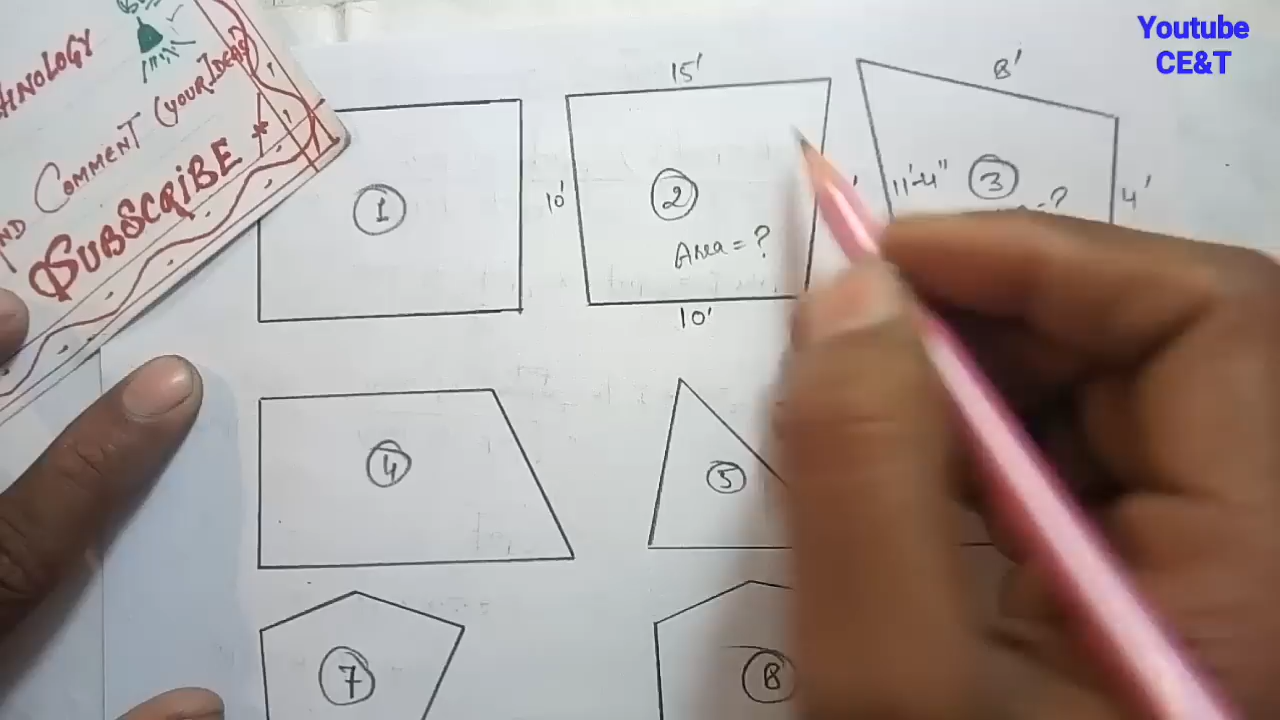 Youtube
CE&T
COMMENT (YOUR IDEAS)
SUBSCRIBE
15'
8'
10'
11'-4"
4'
1
2
3
Area = ?
= ?
10'
4
5
7
8